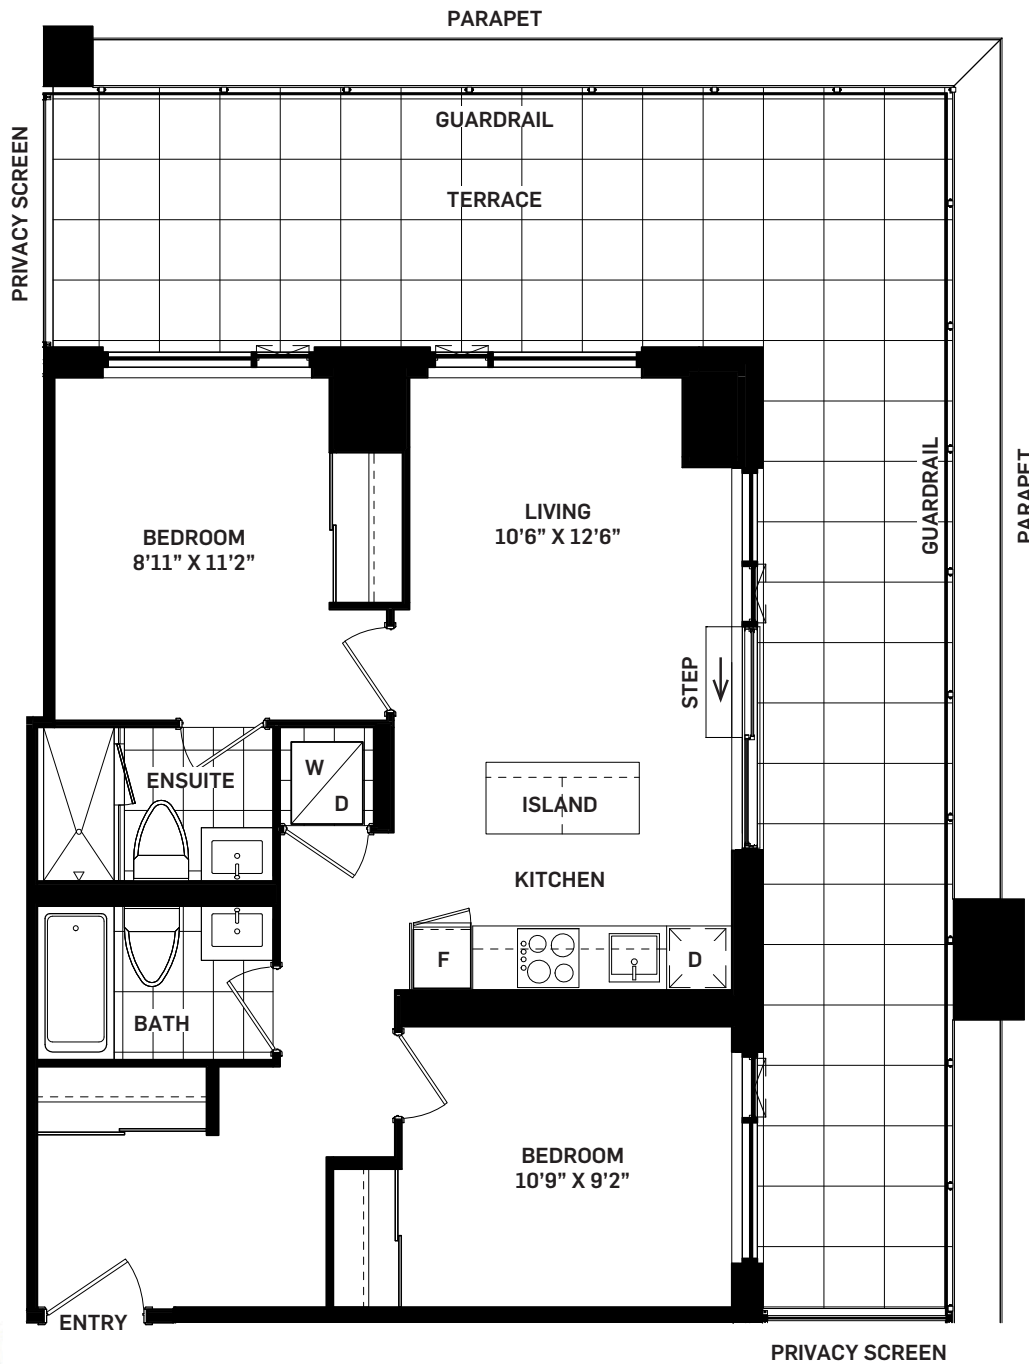 PARAPET
GUARDRAIL
PRIVACY SCREEN
TERRACE
LIVING
10’6” X 12’6”
BEDROOM
8’11” X 11’2”
GUARDRAIL
PARAPET
STEP
W
D
ENSUITE
ISLAND
KITCHEN
F
D
BATH
BEDROOM
10’9” X 9’2”
ENTRY
PRIVACY SCREEN